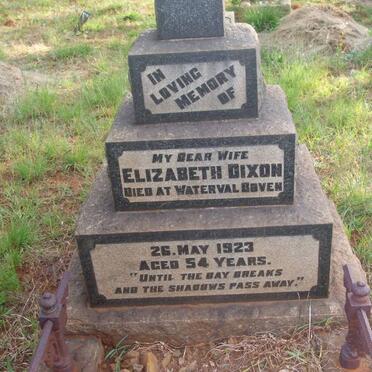 IN
LOVING
MEMORY
OF
MY DEAR WIFE
ELIZABETH DIXON
DIED AT WATERVAL BOVEN
26. MAY 1923
AGED 54 YEARS.
"UNTIL THE DAY BREAKS
AND THE SHADOWS PASS AWAY."